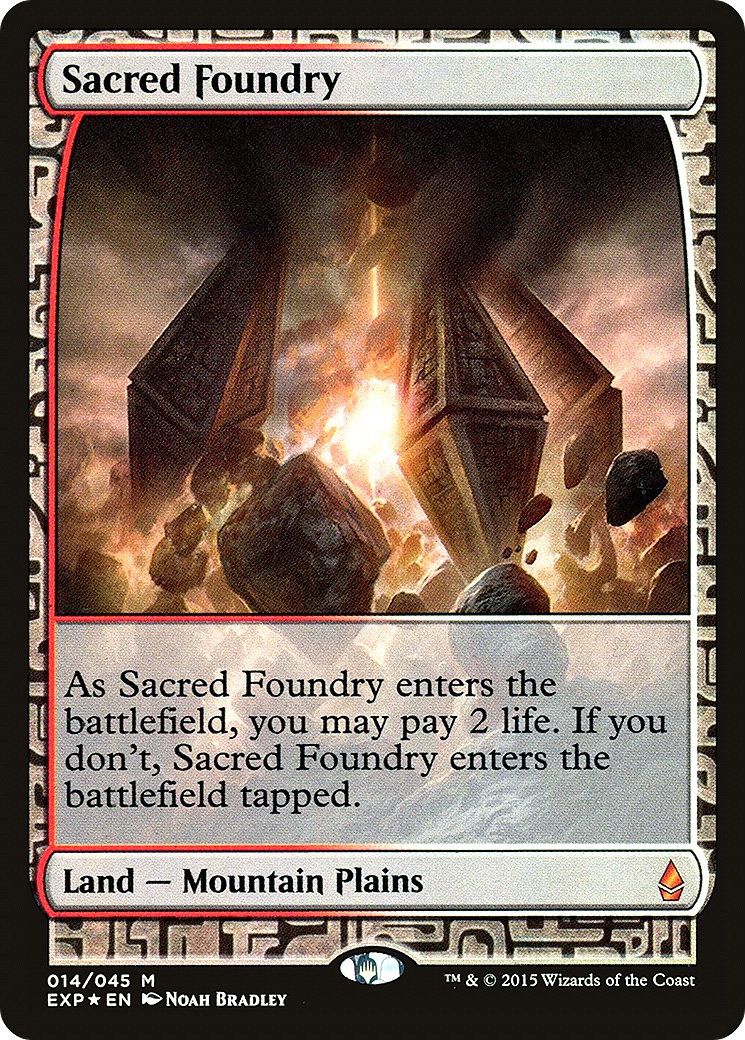 Sacred Foundry
As Sacred Foundry enters the
battlefield, you may pay 2 life. If you
don't, Sacred Foundry enters the
battlefield tapped.
Land — Mountain Plains
014/045 M
EXP★EN Noah Bradley
™ & © 2015 Wizards of the Coast